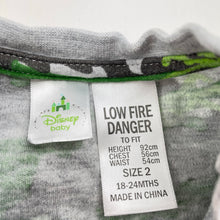 Disney
baby
LOW FIRE
DANGER
TO FIT
HEIGHT 92cm
CHEST 56cm
WAIST 54cm
SIZE 2
18-24MTHS
MADE IN CHINA